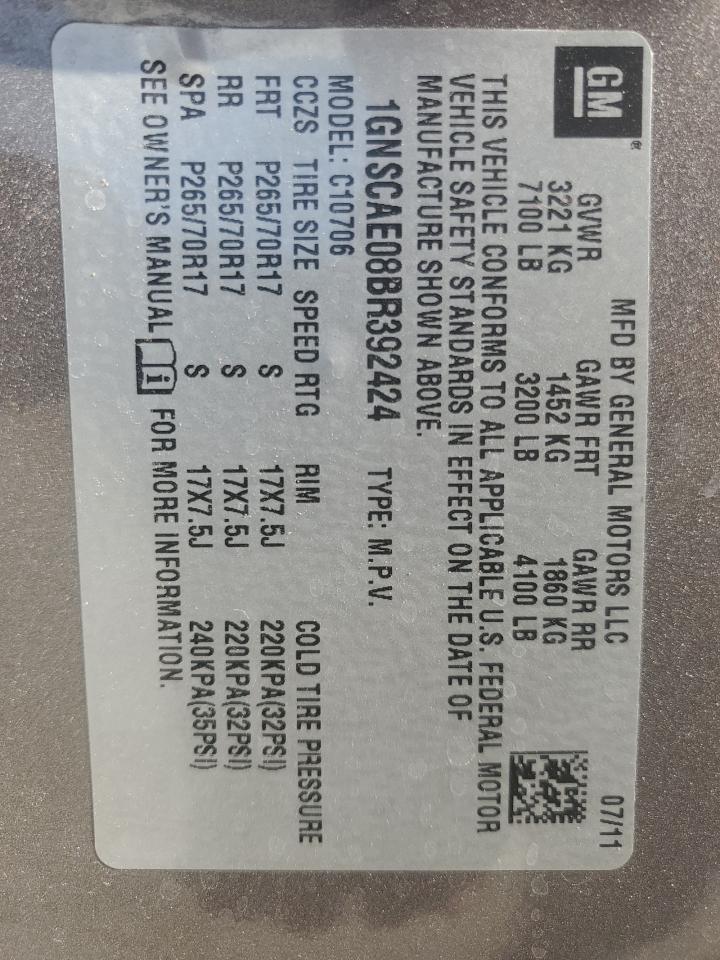 GM®
MFD BY GENERAL MOTORS LLC 07/11
GVWR GAWR FRT GAWR RR
3221 KG 1452 KG 1860 KG
7100 LB 3200 LB 4100 LB
THIS VEHICLE CONFORMS TO ALL APPLICABLE U.S. FEDERAL MOTOR
VEHICLE SAFETY STANDARDS IN EFFECT ON THE DATE OF
MANUFACTURE SHOWN ABOVE.
1GNSCAE08BR392424 TYPE: M.P.V.
MODEL: C10706
CCZS TIRE SIZE SPEED RTG RIM COLD TIRE PRESSURE
FRT P265/70R17 S 17X7.5J 220KPA(32PSI)
RR P265/70R17 S 17X7.5J 220KPA(32PSI)
SPA P265/70R17 S 17X7.5J 240KPA(35PSI)
SEE OWNER'S MANUAL i FOR MORE INFORMATION.